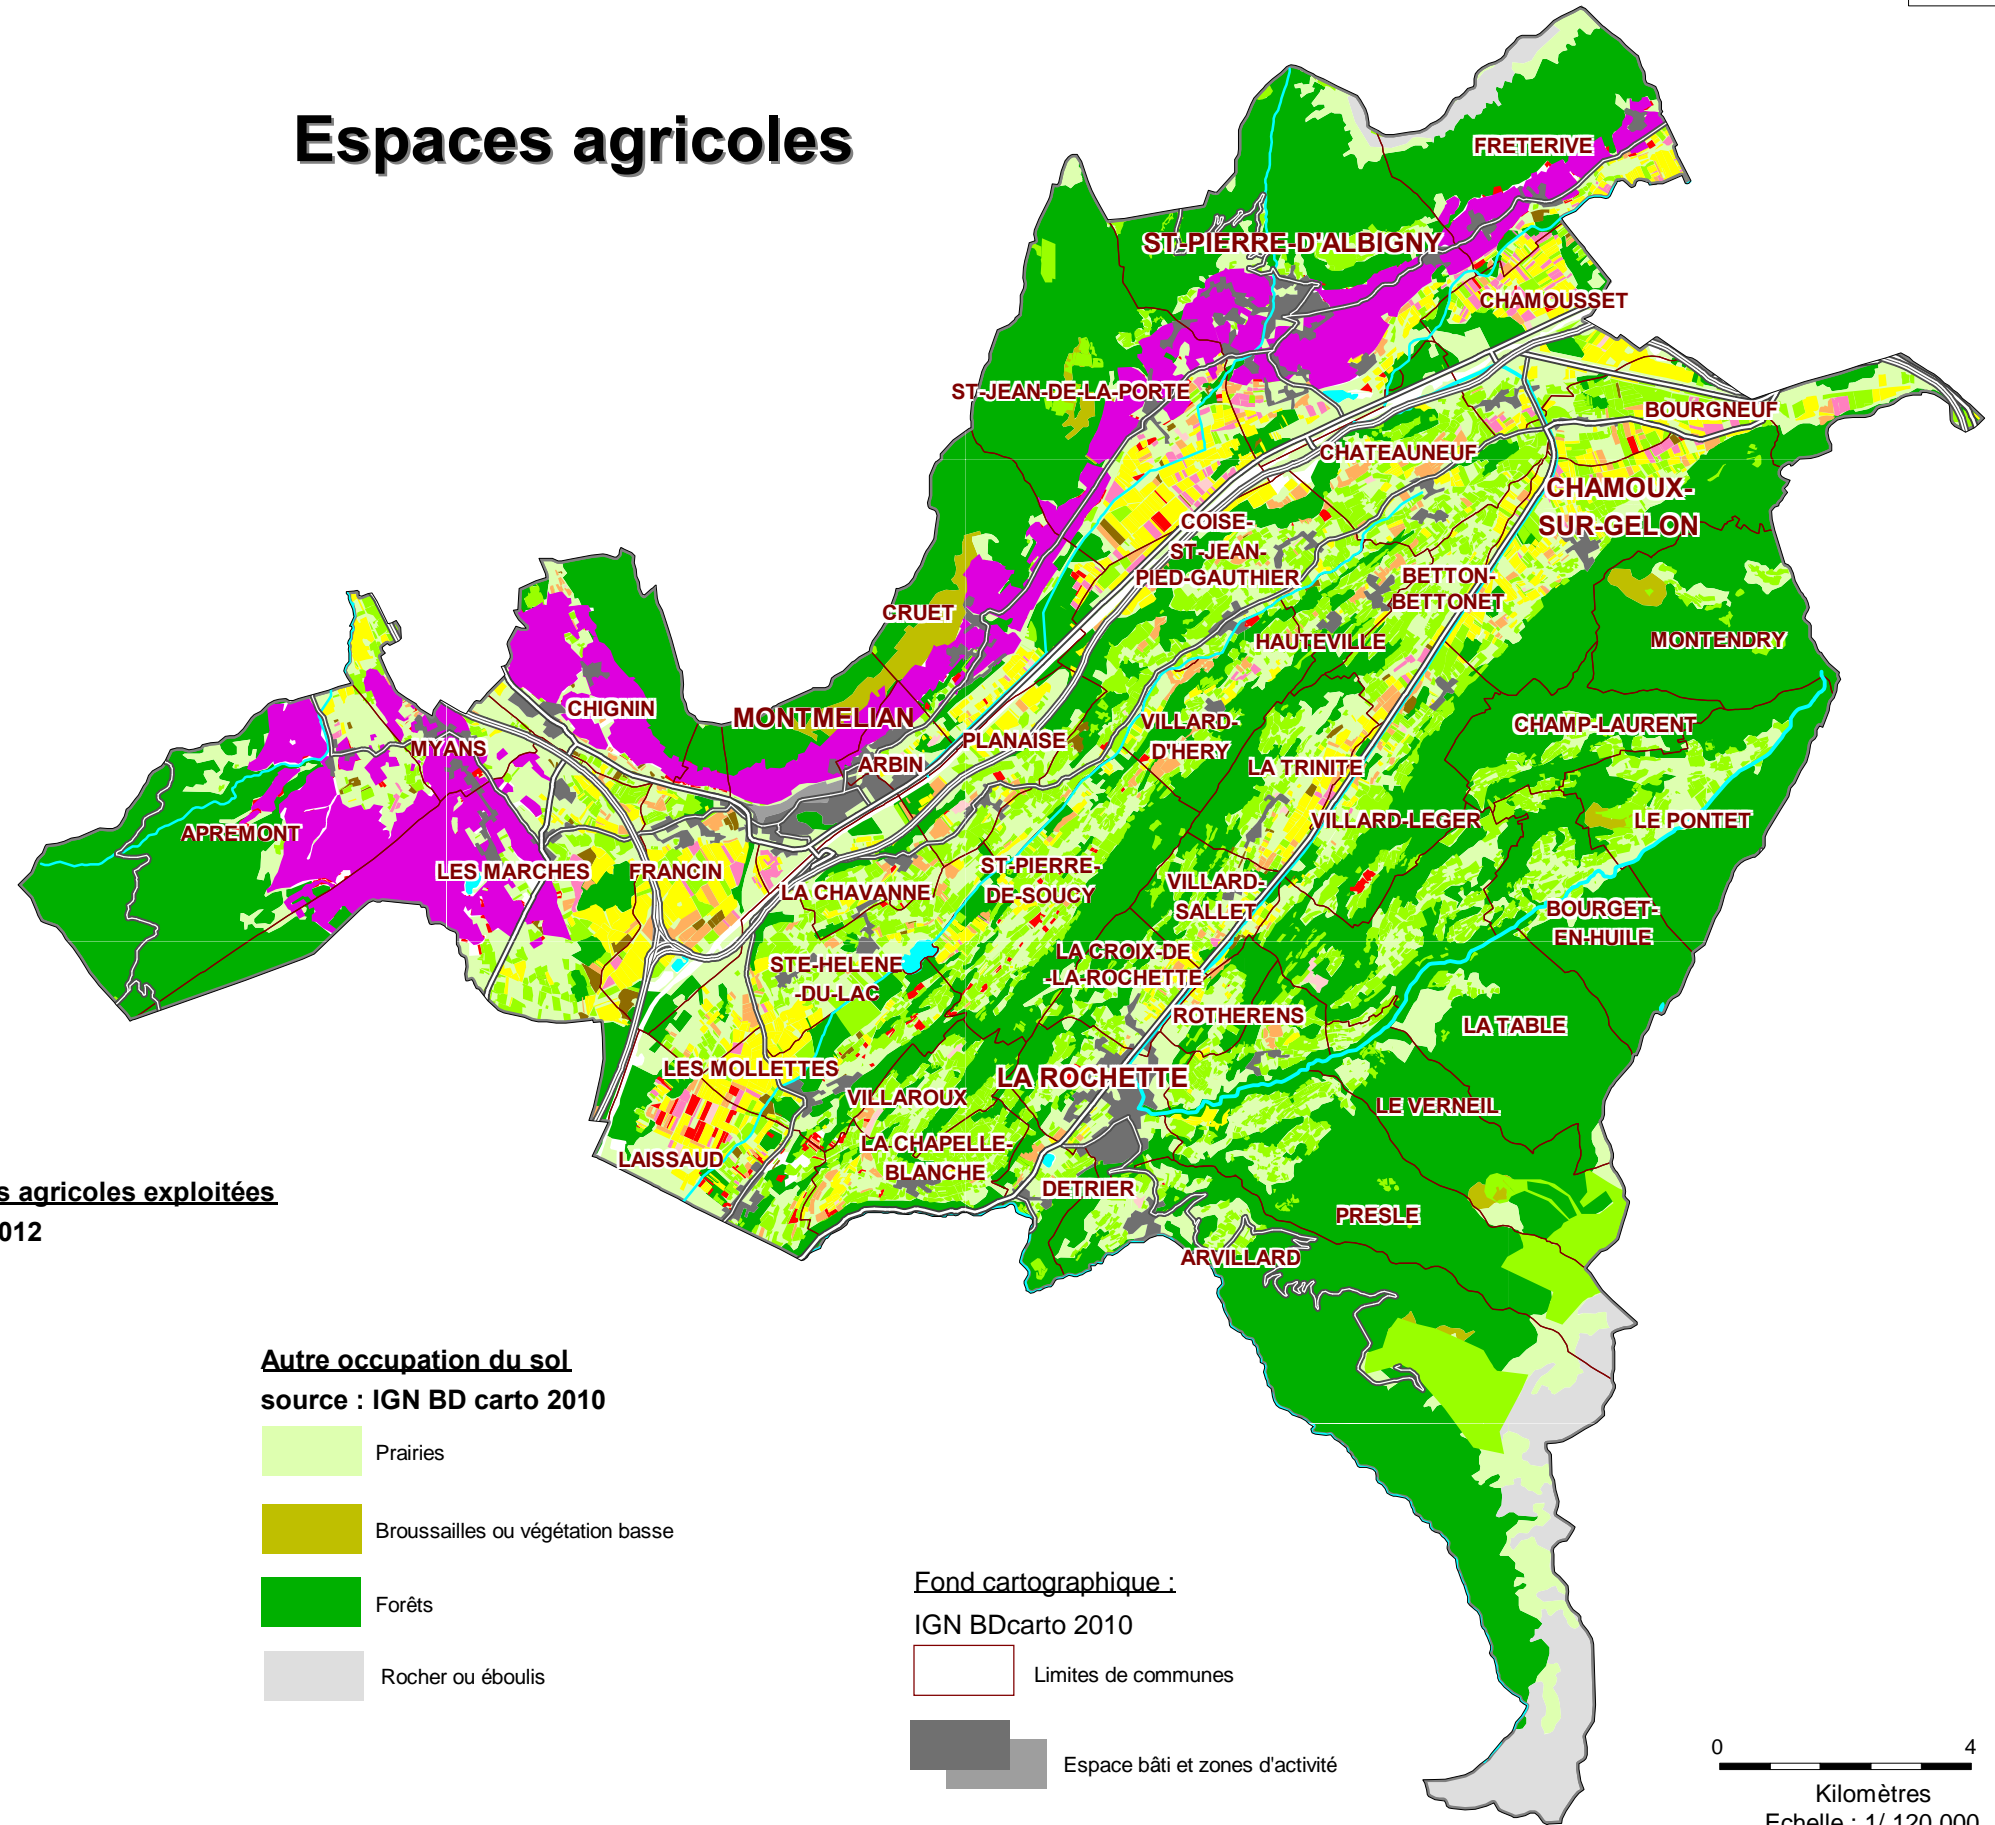 Espaces agricoles
FRETERIVE
ST-PIERRE-D'ALBIGNY
CHAMOUSSET
ST-JEAN-DE-LA-PORTE
BOURGNEUF
CHATEAUNEUF
CHAMOUX-
SUR-GELON
COISE-
ST-JEAN-
PIED-GAUTHIER
BETTON-
BETTONET
CRUET
HAUTEVILLE
MONTENDRY
CHIGNIN
MONTMELIAN
VILLARD-
D'HERY
CHAMP-LAURENT
MYANS
PLANAISE
ARBIN
LA TRINITE
APREMONT
VILLARD-LEGER
LE PONTET
LES MARCHES
FRANCIN
LA CHAVANNE
ST-PIERRE-
DE-SOUCY
VILLARD-
SALLET
BOURGET-
EN-HUILE
STE-HELENE
-DU-LAC
LA CROIX-DE
-LA-ROCHETTE
ROTHERENS
LA TABLE
LES MOLLETTES
LA ROCHETTE
VILLAROUX
LE VERNEIL
LAISSAUD
LA CHAPELLE-
BLANCHE
DETRIER
PRESLE
ARVILLARD
s agricoles exploitées
012
Autre occupation du sol
source : IGN BD carto 2010
Prairies
Broussailles ou végétation basse
Forêts
Rocher ou éboulis
Fond cartographique :
IGN BDcarto 2010
Limites de communes
Espace bâti et zones d'activité
0 4
Kilomètres
Echelle : 1/ 120 000